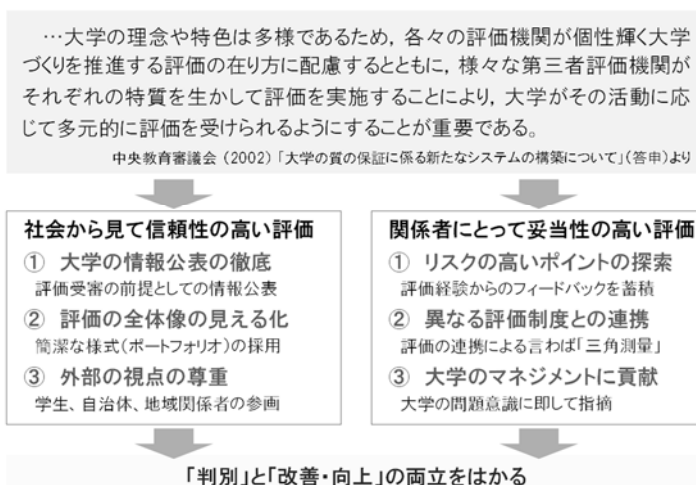 …大学の理念や特色は多様であるため，各々の評価機関が個性輝く大学
づくりを推進する評価の在り方に配慮するとともに，様々な第三者評価機関が
それぞれの特質を生かして評価を実施することにより，大学がその活動に応
じて多元的に評価を受けられるようにすることが重要である。
中央教育審議会（2002）「大学の質の保証に係る新たなシステムの構築について」（答申）より
社会から見て信頼性の高い評価
① 大学の情報公表の徹底
評価受審の前提としての情報公表
② 評価の全体像の見える化
簡潔な様式（ポートフォリオ）の採用
③ 外部の視点の尊重
学生、自治体、地域関係者の参画
関係者にとって妥当性の高い評価
① リスクの高いポイントの探索
評価経験からのフィードバックを蓄積
② 異なる評価制度との連携
評価の連携による言わば「三角測量」
③ 大学のマネジメントに貢献
大学の問題意識に即して指摘
「判別」と「改善・向上」の両立をはかる